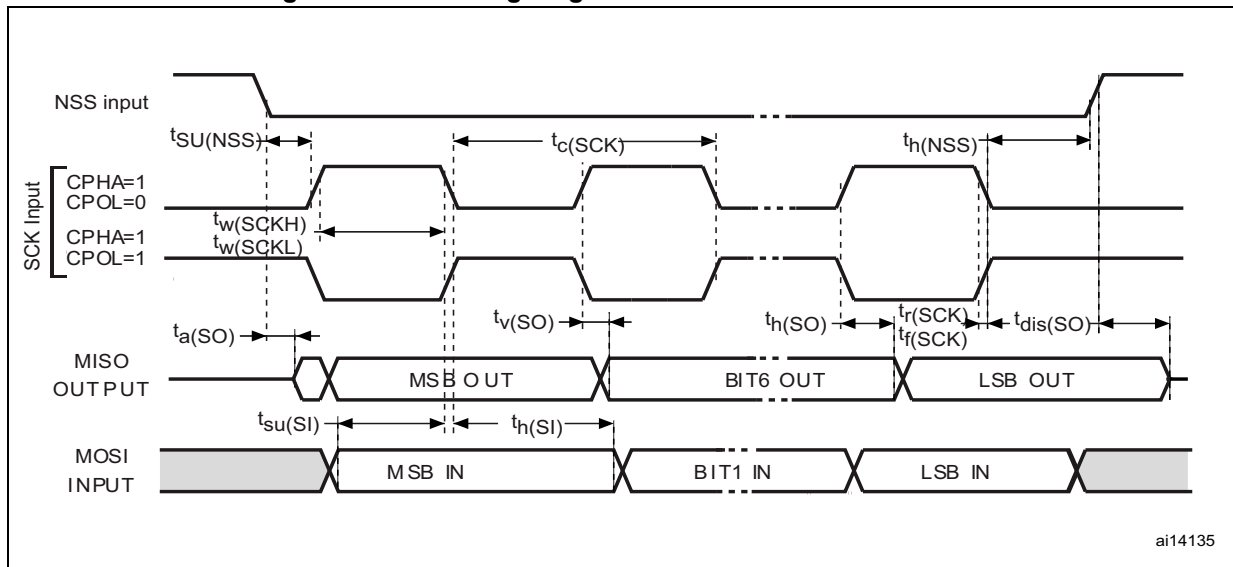 NSS input
tSU(NSS)
tc(SCK)
th(NSS)
SCK Input
CPHA=1
CPOL=0
CPHA=1
CPOL=1
tw(SCKH)
tw(SCKL)
ta(SO)
tv(SO)
th(SO)
tr(SCK)
tf(SCK)
tdis(SO)
MISO
OUTPUT
MSB OUT
BIT6 OUT
LSB OUT
tsu(SI)
th(SI)
MOSI
INPUT
MSB IN
BIT1 IN
LSB IN
ai14135